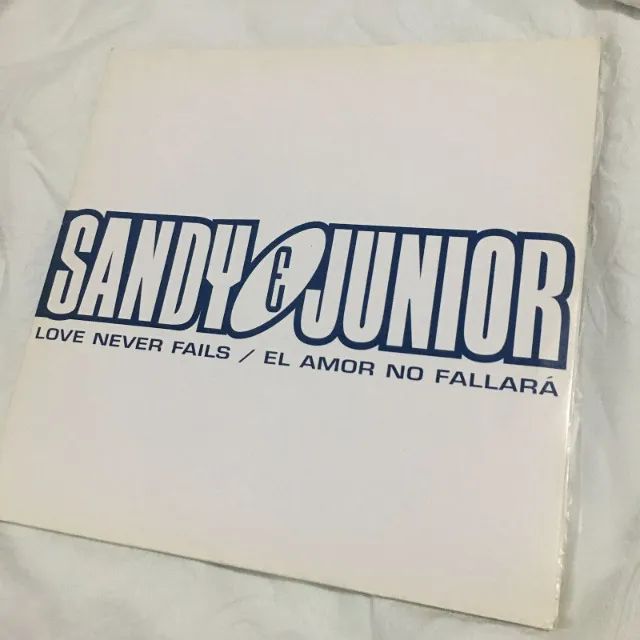 SANDY E JUNIOR
LOVE NEVER FAILS / EL AMOR NO FALLARÁ